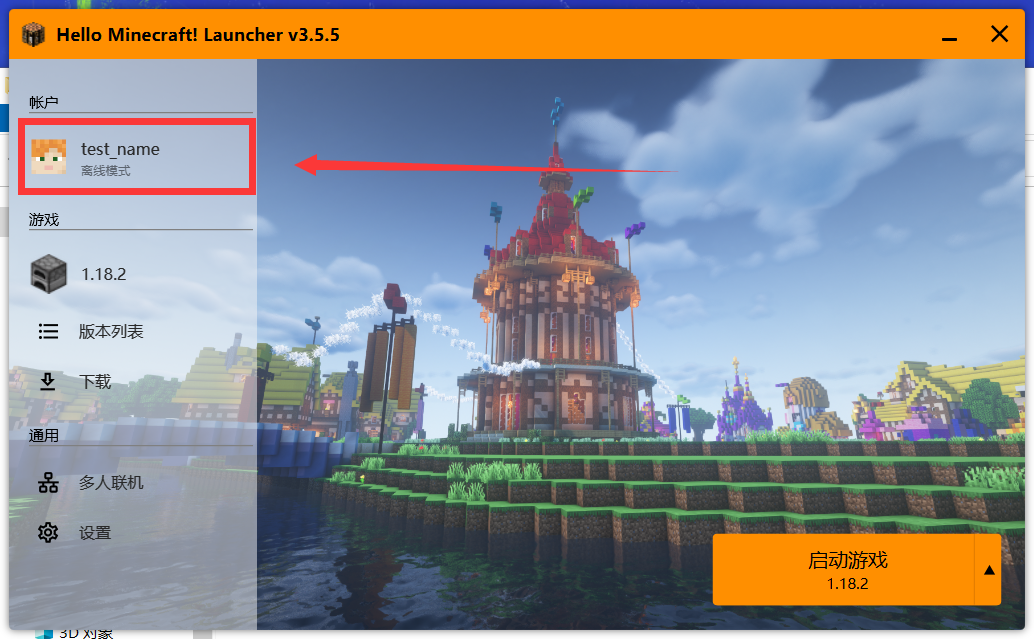 Hello Minecraft! Launcher v3.5.5
帐户
test_name
离线模式
游戏
1.18.2
版本列表
下载
通用
多人联机
设置
启动游戏
1.18.2
3D 对象